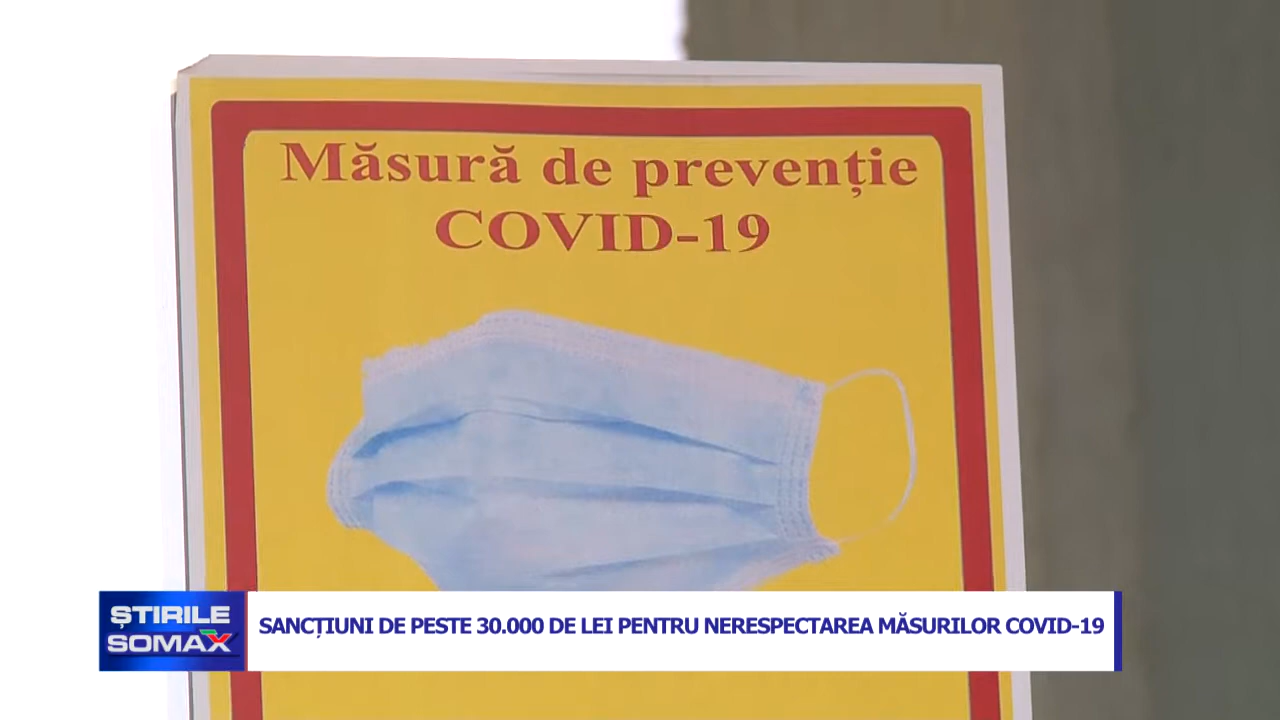 Măsură de prevenție
COVID-19
ȘTIRILE
SOMAX
SANCȚIUNI DE PESTE 30.000 DE LEI PENTRU NERESPECTAREA MĂSURILOR COVID-19